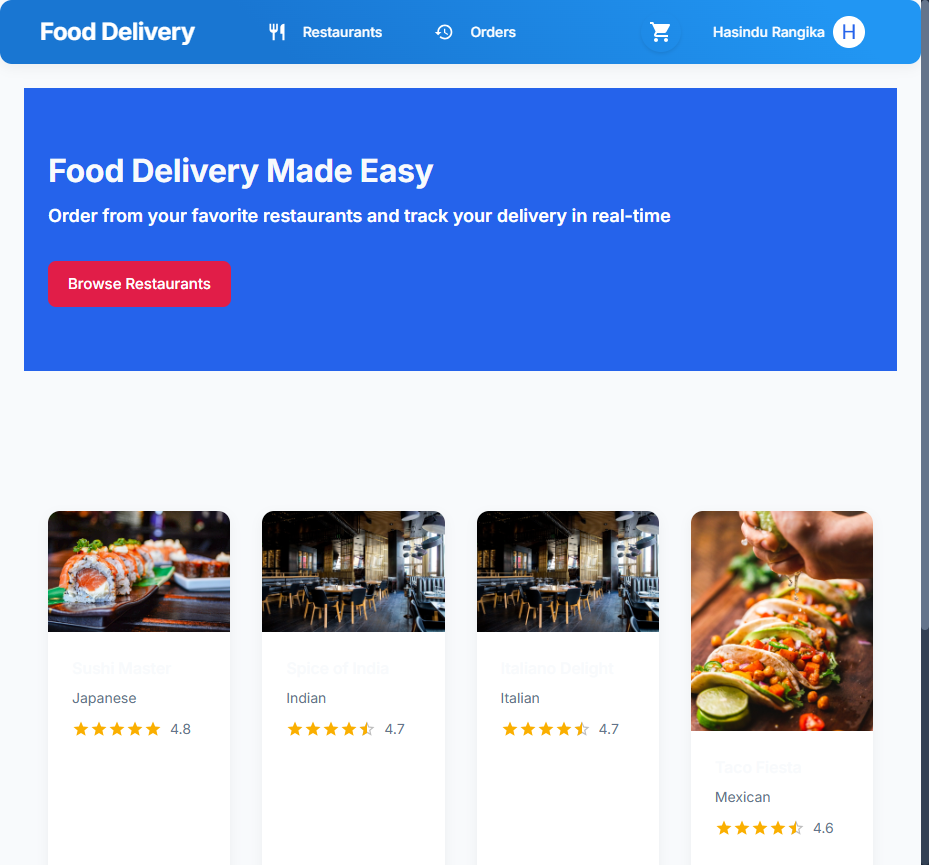 Food Delivery
Restaurants
Orders
Hasindu Rangika
H
Food Delivery Made Easy
Order from your favorite restaurants and track your delivery in real-time
Browse Restaurants
Sushi Master
Japanese
4.8
Spice of India
Indian
4.7
Italiano Delight
Italian
4.7
Taco Fiesta
Mexican
4.6